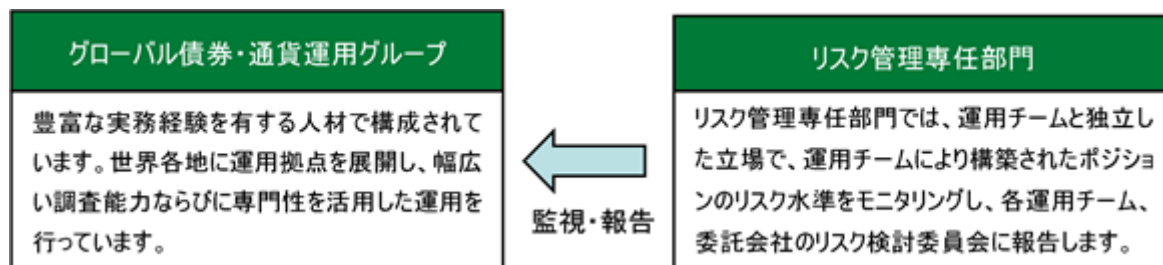 グローバル債券・通貨運用グループ
豊富な実務経験を有する人材で構成されて
います。世界各地に運用拠点を展開し、幅広
い調査能力ならびに専門性を活用した運用を
行っています。
監視・報告
リスク管理専任部門
リスク管理専任部門では、運用チームと独立し
た立場で、運用チームにより構築されたポジショ
ンのリスク水準をモニタリングし、各運用チーム、
委託会社のリスク検討委員会に報告します。